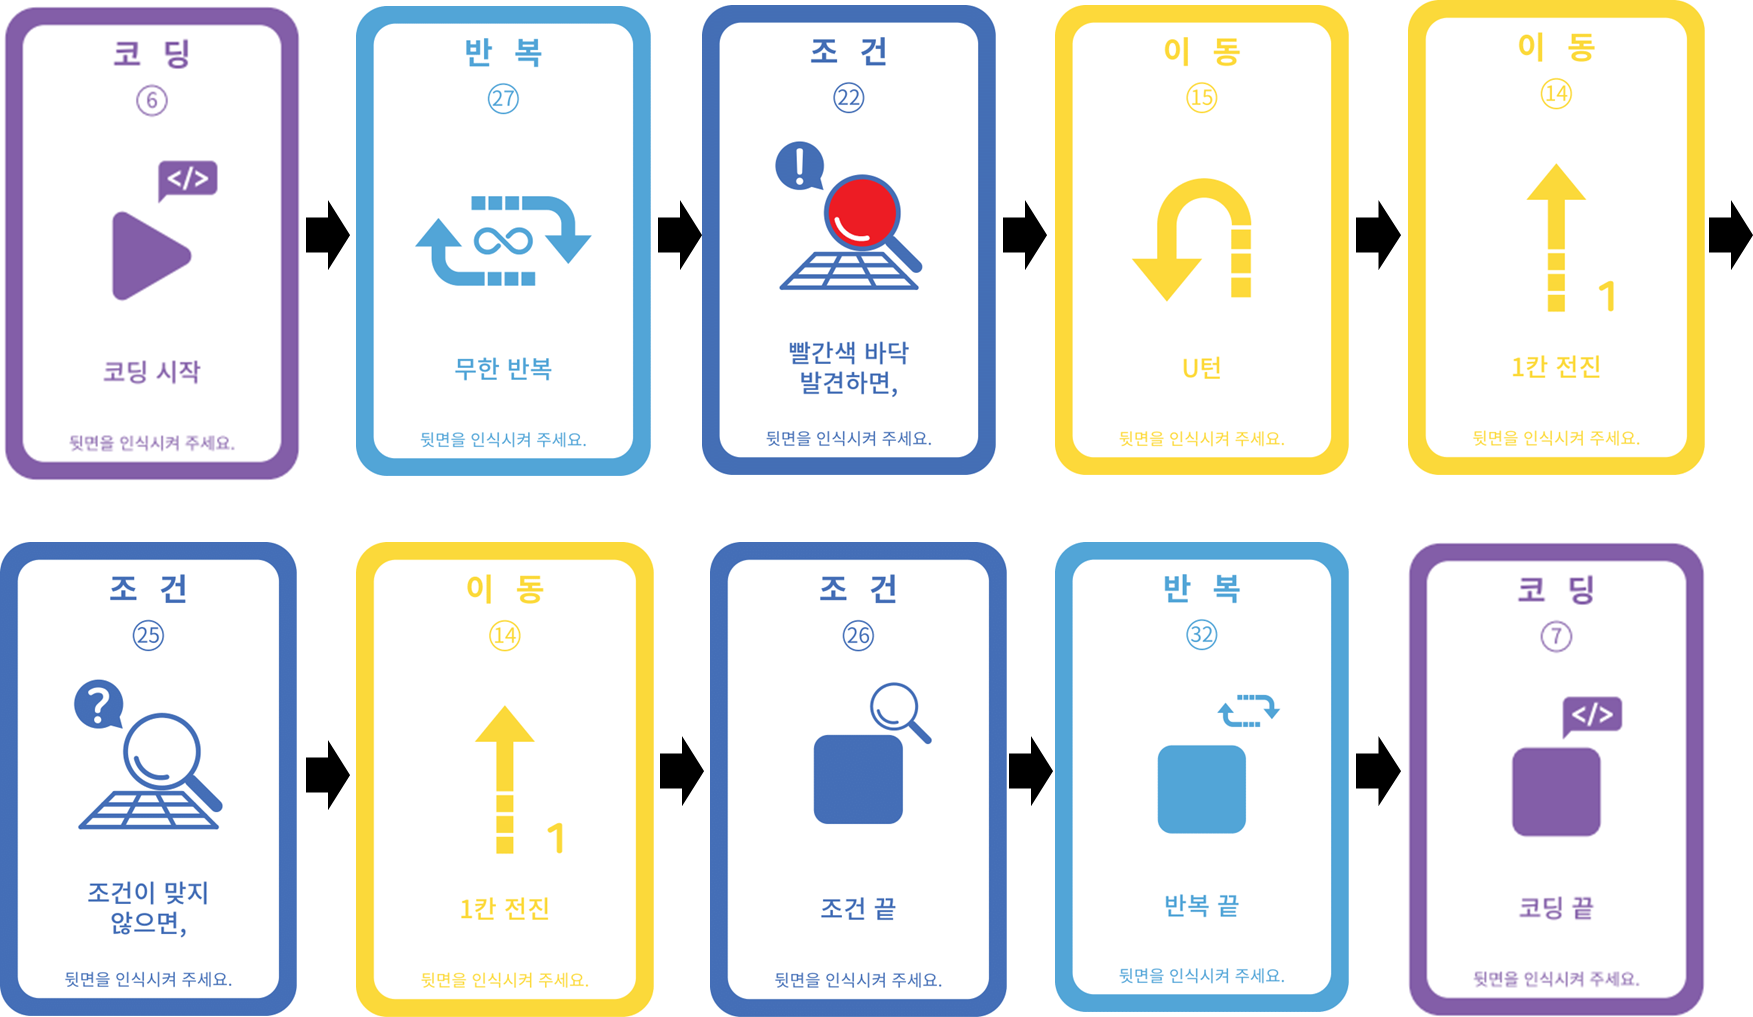 코 딩
⑥
</>
코딩 시작
뒷면을 인식시켜 주세요.
반 복
㉗
무한 반복
뒷면을 인식시켜 주세요.
조 건
㉒
!
빨간색 바닥
발견하면,
뒷면을 인식시켜 주세요.
이 동
⑮
U턴
뒷면을 인식시켜 주세요.
이 동
⑭
1
1칸 전진
뒷면을 인식시켜 주세요.
조 건
㉕
?
조건이 맞지
않으면,
뒷면을 인식시켜 주세요.
이 동
⑭
1
1칸 전진
뒷면을 인식시켜 주세요.
조 건
㉖
조건 끝
뒷면을 인식시켜 주세요.
반 복
㉜
반복 끝
뒷면을 인식시켜 주세요.
코 딩
⑦
</>
코딩 끝
뒷면을 인식시켜 주세요.